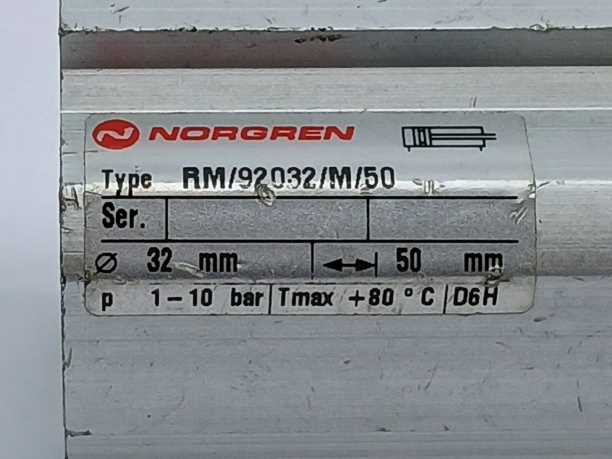 NORGREN
Type RM/92032/M/50
Ser.
Ø 32 mm 50 mm
p 1-10 bar Tmax +80 °C D6H